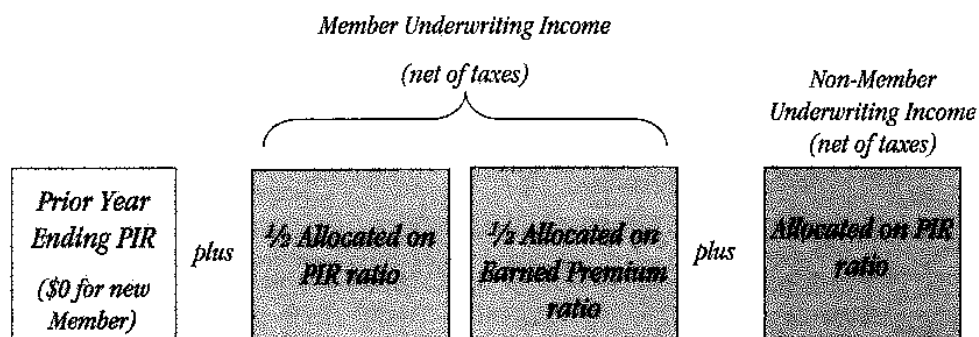 Member Underwriting Income
(net of taxes)
Non-Member
Underwriting Income
(net of taxes)
Prior Year
Ending PIR
($0 for new
Member)
plus
½ Allocated on
PIR ratio
½ Allocated on
Earned Premium
ratio
plus
Allocated on PIR
ratio